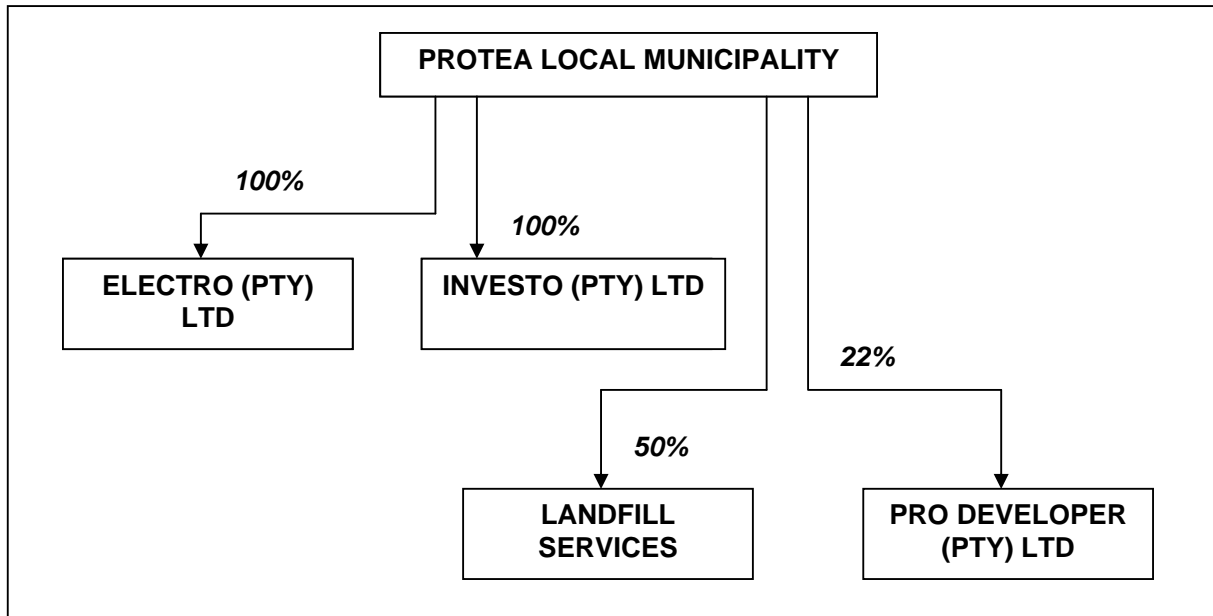 PROTEA LOCAL MUNICIPALITY
100%
100%
ELECTRO (PTY)
LTD
INVESTO (PTY) LTD
22%
50%
LANDFILL
SERVICES
PRO DEVELOPER
(PTY) LTD